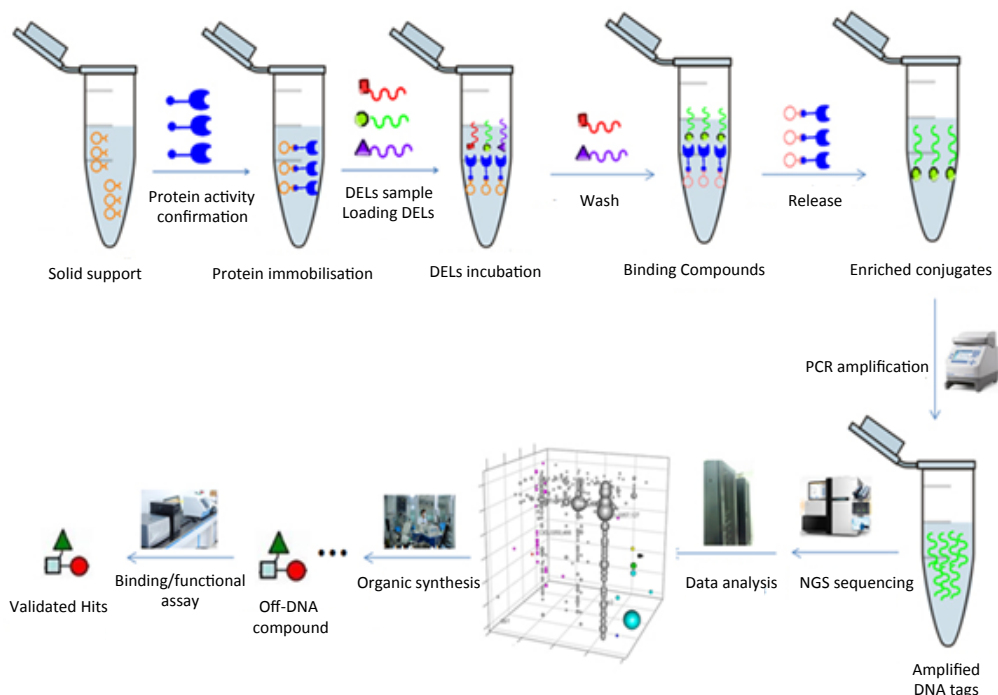 Protein activity
confirmation
DELs sample
Loading DELs
Wash
Release
Solid support
Protein immobilisation
DELs incubation
Binding Compounds
Enriched conjugates
PCR amplification
Organic synthesis
Data analysis
NGS sequencing
Binding/functional
assay
Off-DNA
compound
Validated Hits
Amplified
DNA tags